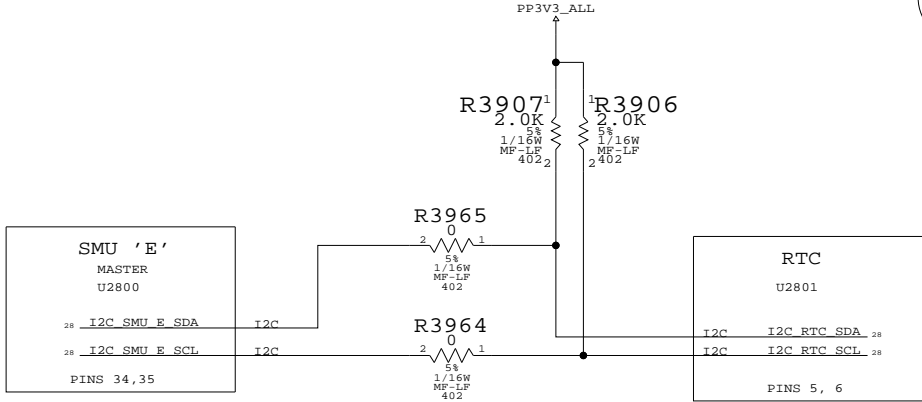 PP3V3_ALL
R3907 1
2.0K
5%
1/16W
MF-LF
402 2
1 R3906
2.0K
5%
1/16W
MF-LF
2 402
R3965
0
2 1
5%
1/16W
MF-LF
402
SMU 'E'
MASTER
U2800
28 I2C_SMU_E_SDA I2C
28 I2C_SMU_E_SCL I2C
PINS 34,35
R3964
0
2 1
5%
1/16W
MF-LF
402
RTC
U2801
I2C I2C_RTC_SDA 28
I2C I2C_RTC_SCL 28
PINS 5, 6